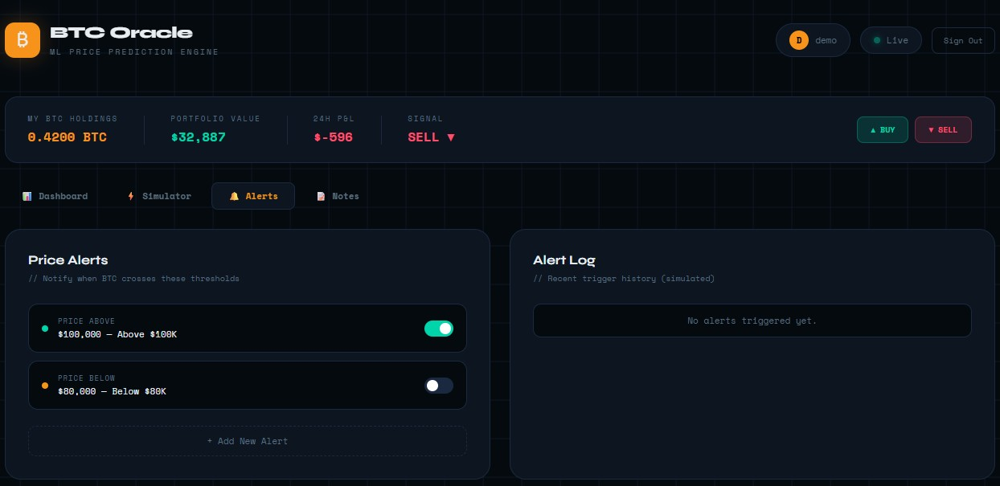 ₿
BTC Oracle
ML PRICE PREDICTION ENGINE
D demo
Live
Sign Out
MY BTC HOLDINGS
0.4200 BTC
PORTFOLIO VALUE
$32,887
24H P&L
$-596
SIGNAL
SELL ▼
▲ BUY
▼ SELL
Dashboard
Simulator
Alerts
Notes
Price Alerts
// Notify when BTC crosses these thresholds
PRICE ABOVE
$100,000 — Above $100K
PRICE BELOW
$80,000 — Below $80K
+ Add New Alert
Alert Log
// Recent trigger history (simulated)
No alerts triggered yet.